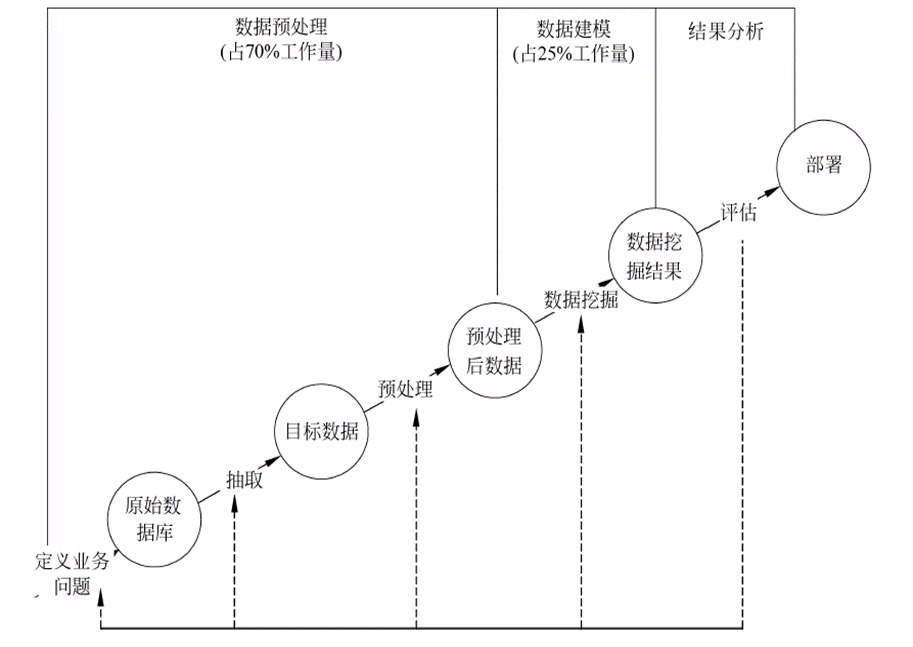 数据预处理
(占70%工作量)
数据建模
(占25%工作量)
结果分析
部署
评估
数据挖
掘结果
数据挖掘
预处理
后数据
预处理
目标数据
抽取
原始数
据库
定义业务
问题